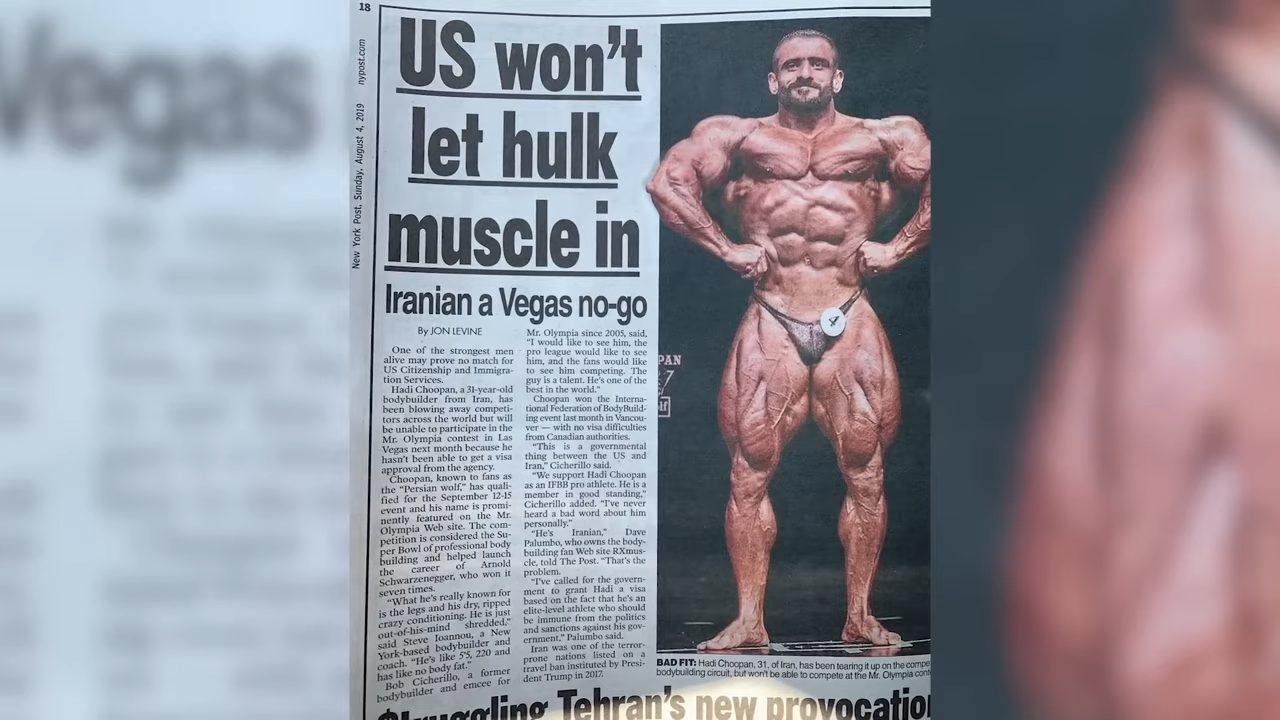 Vegas
18
nypost.com
New York Post, Sunday, August 4, 2019
US won't
let hulk
muscle in
Iranian a Vegas no-go
By JON LEVINE
One of the strongest men
alive may prove no match for
US Citizenship and Immigra-
tion Services.
Hadi Choopan, a 31-year-old
bodybuilder from Iran, has
been blowing away competi-
tors across the world but will
be unable to participate in the
Mr. Olympia contest in Las
Vegas next month because he
hasn't been able to get a visa
approval from the agency.
Choopan, known to fans as
the "Persian wolf," has quali-
fied for the September 12-15
event and his name is promi-
nently featured on the Mr.
Olympia Web site. The com-
petition is considered the Su-
per Bowl of professional body
building and helped launch
the career of Arnold
Schwarzenegger, who won it
seven times.
"What he's really known for
is the legs and his dry, ripped
crazy conditioning. He is just
out-of-his-mind shredded,"
said Steve Ioannou, a New
York-based bodybuilder and
coach. "He's like 5'5, 220 and
has like no body fat."
Bob Cicherillo, a former
bodybuilder and emcee for
Mr. Olympia since 2005, said,
"I would like to see him, the
pro league would like to see
him, and the fans would like
to see him competing. The
guy is a talent. He's one of the
best in the world."
Choopan won the Interna-
tional Federation of BodyBuild-
ing event last month in Vancou-
ver — with no visa difficulties
from Canadian authorities.
"This is a governmental
thing between the US and
Iran," Cicherillo said.
"We support Hadi Choopan
as an IFBB pro athlete. He is a
member in good standing,"
Cicherillo added. "I've never
heard a bad word about him
personally."
"He's Iranian," Dave
Palumbo, who owns the body-
building fan Web site RXmus-
cle, told The Post. "That's the
problem.
"I've called for the govern-
ment to grant Hadi a visa
based on the fact that he's an
elite-level athlete who should
be immune from the politics
and sanctions against his gov-
ernment," Palumbo said.
Iran was one of the terror-
prone nations listed on a
travel ban instituted by Presi-
dent Trump in 2017.
4
PAN
BAD FIT: Hadi Choopan, 31, of Iran, has been tearing it up on the compe
bodybuilding circuit, but won't be able to compete at the Mr. Olympia cont
Struggling Tehran's new provocation